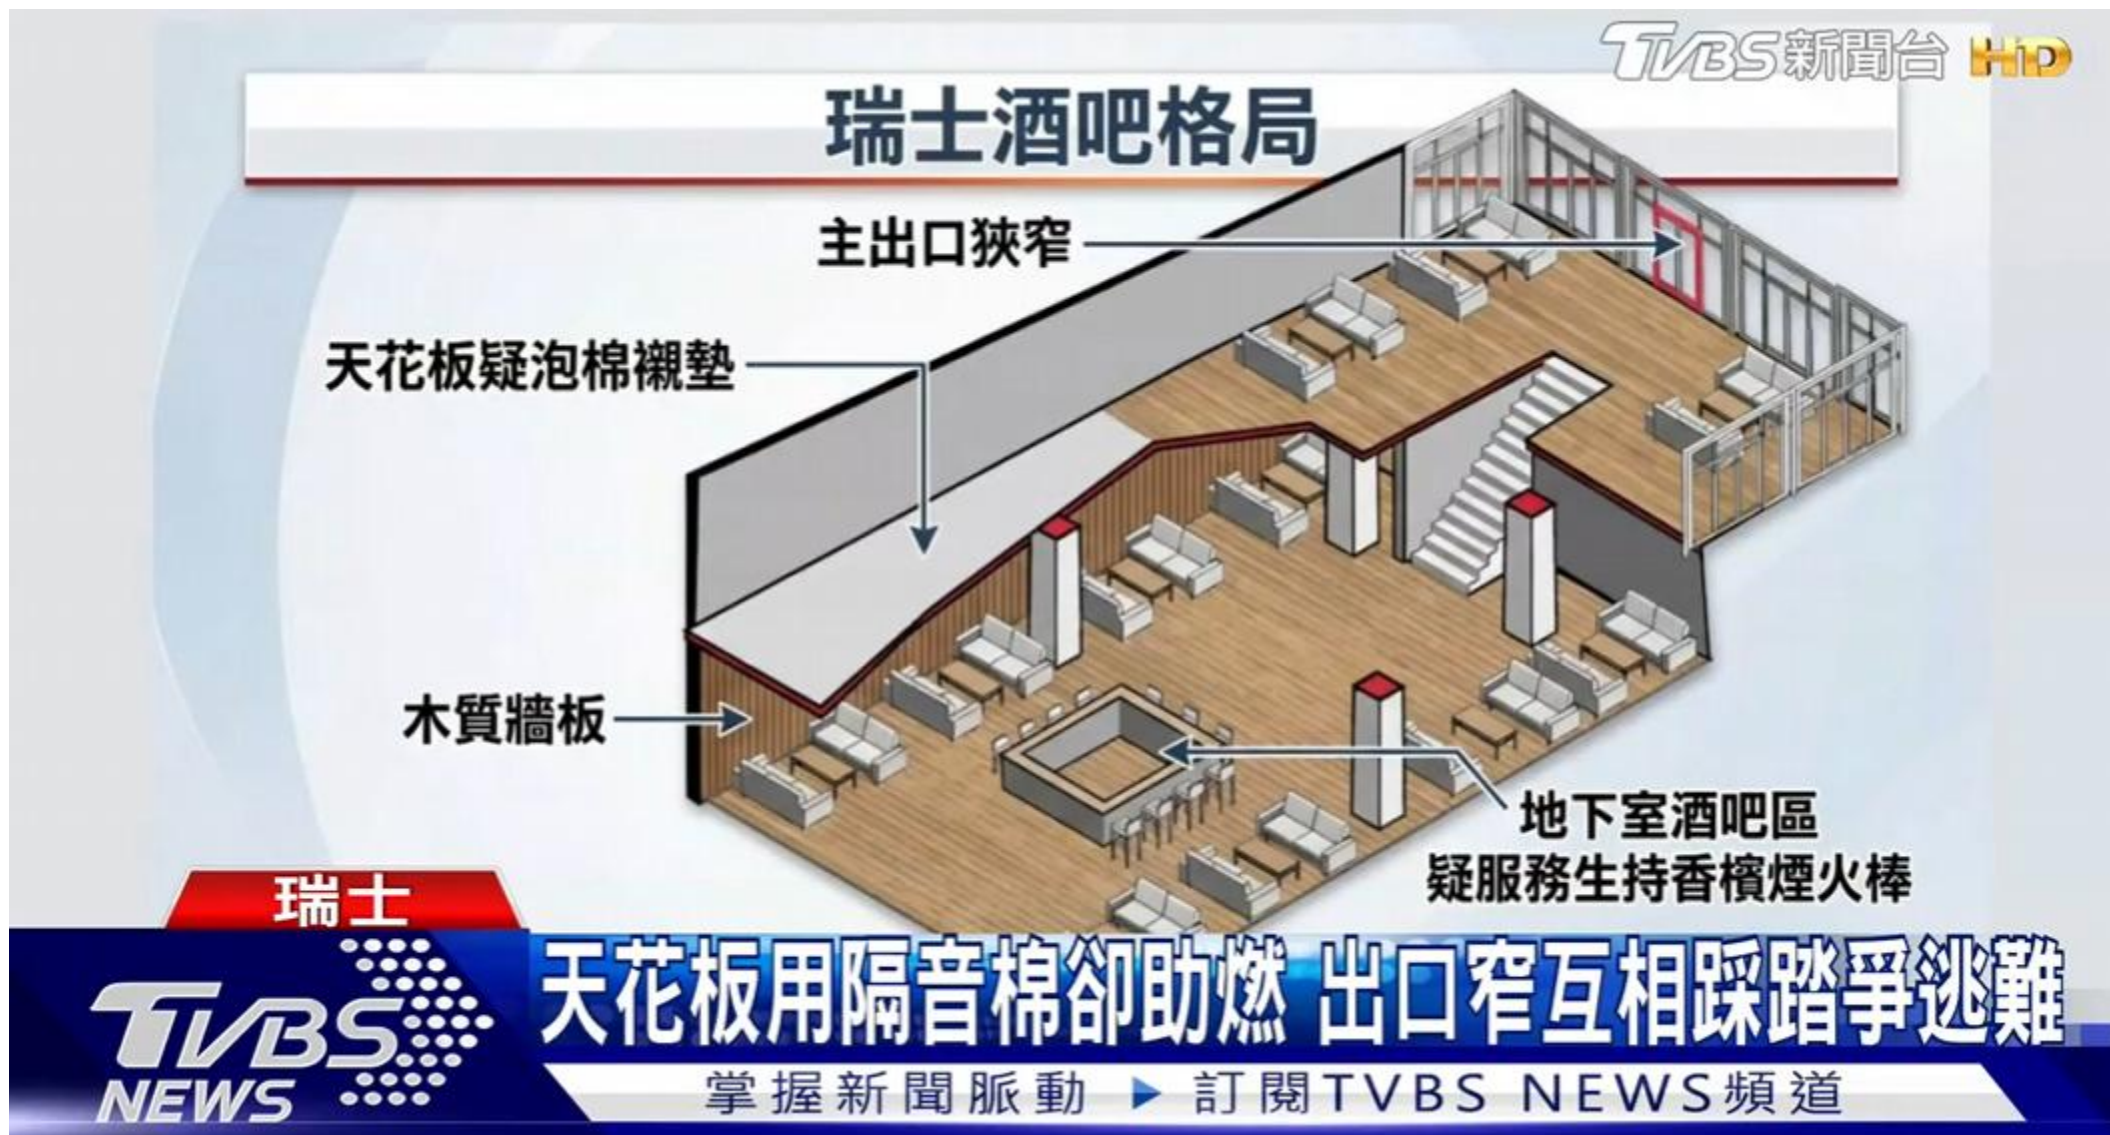 TVBS新聞台 HD
瑞士酒吧格局
主出口狹窄
天花板疑泡棉襯墊
木質牆板
地下室酒吧區
疑服務生持香檳煙火棒
瑞士
天花板用隔音棉卻助燃 出口窄互相踩踏爭逃難
TVBS
NEWS
掌握新聞脈動 ▶ 訂閱TVBS NEWS頻道